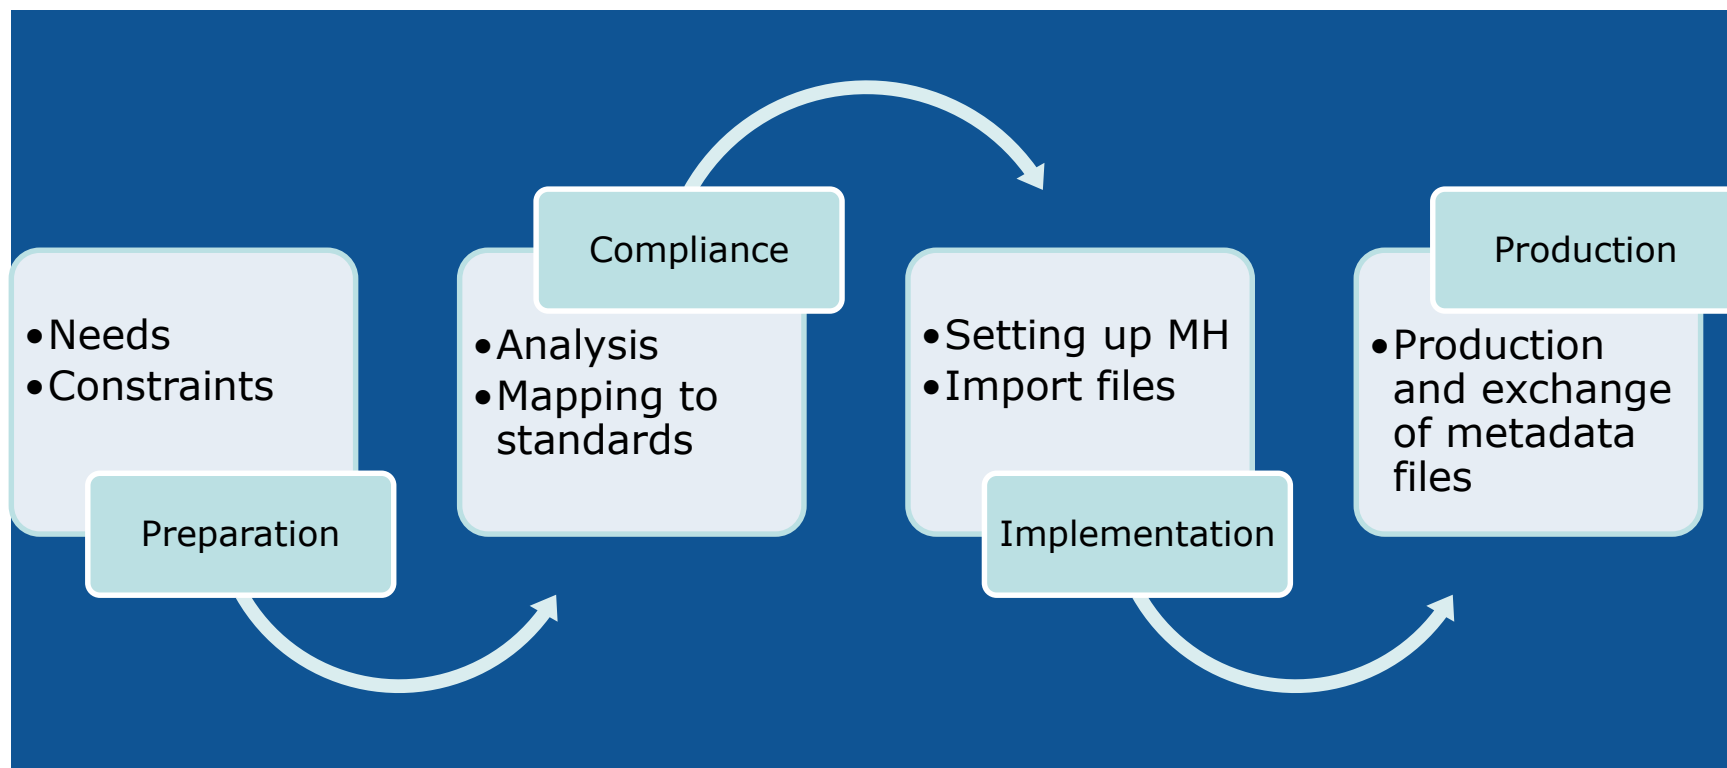 •Needs
•Constraints
Preparation
Compliance
•Analysis
•Mapping to
standards
•Setting up MH
•Import files
Implementation
Production
•Production
and exchange
of metadata
files